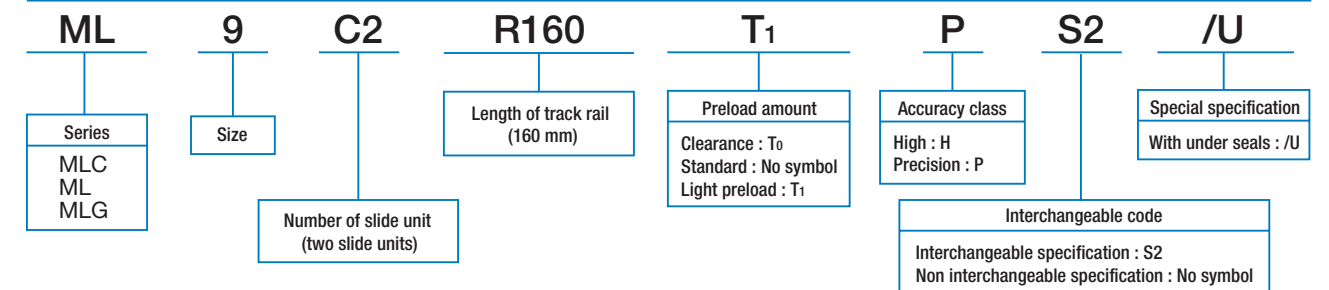 ML 9 C2 R160 T1 P S2 /U
Series
MLC
ML
MLG
Size
Number of slide unit
(two slide units)
Length of track rail
(160 mm)
Preload amount
Clearance : T0
Standard : No symbol
Light preload : T1
Accuracy class
High : H
Precision : P
Interchangeable code
Interchangeable specification : S2
Non interchangeable specification : No symbol
Special specification
With under seals : /U